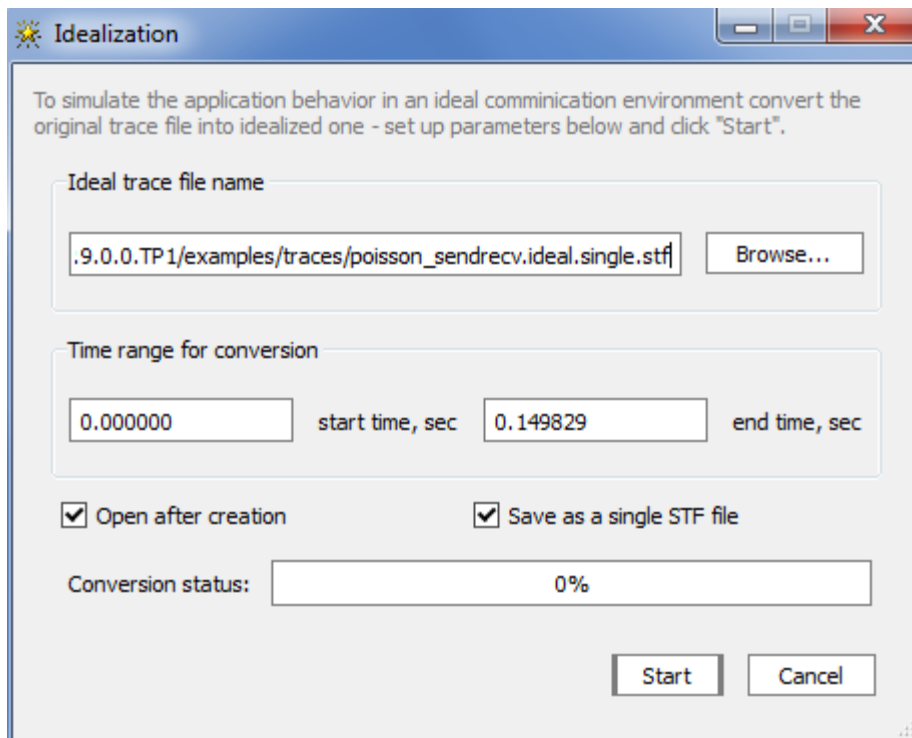 Idealization
To simulate the application behavior in an ideal comminication environment convert the
original trace file into idealized one - set up parameters below and click "Start".
Ideal trace file name
.9.0.0.TP1/examples/traces/poisson_sendrecv.ideal.single.stf
Browse...
Time range for conversion
0.000000 start time, sec 0.149829 end time, sec
Open after creation Save as a single STF file
Conversion status: 0%
Start Cancel